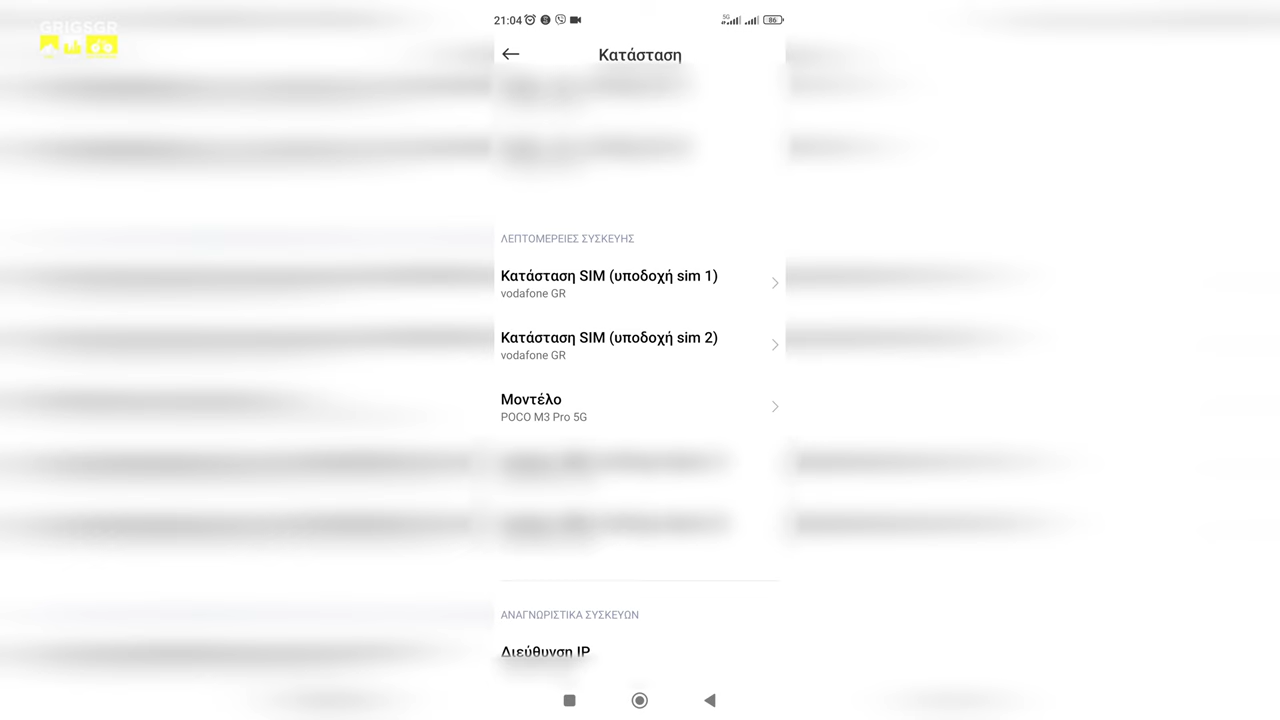 GRIGSGR
21:04
5G
86
Κατάσταση
ΛΕΠΤΟΜΕΡΕΙΕΣ ΣΥΣΚΕΥΗΣ
Κατάσταση SIM (υποδοχή sim 1)
vodafone GR
Κατάσταση SIM (υποδοχή sim 2)
vodafone GR
Μοντέλο
POCO M3 Pro 5G
ΑΝΑΓΝΩΡΙΣΤΙΚΑ ΣΥΣΚΕΥΩΝ
Διεύθυνση IP